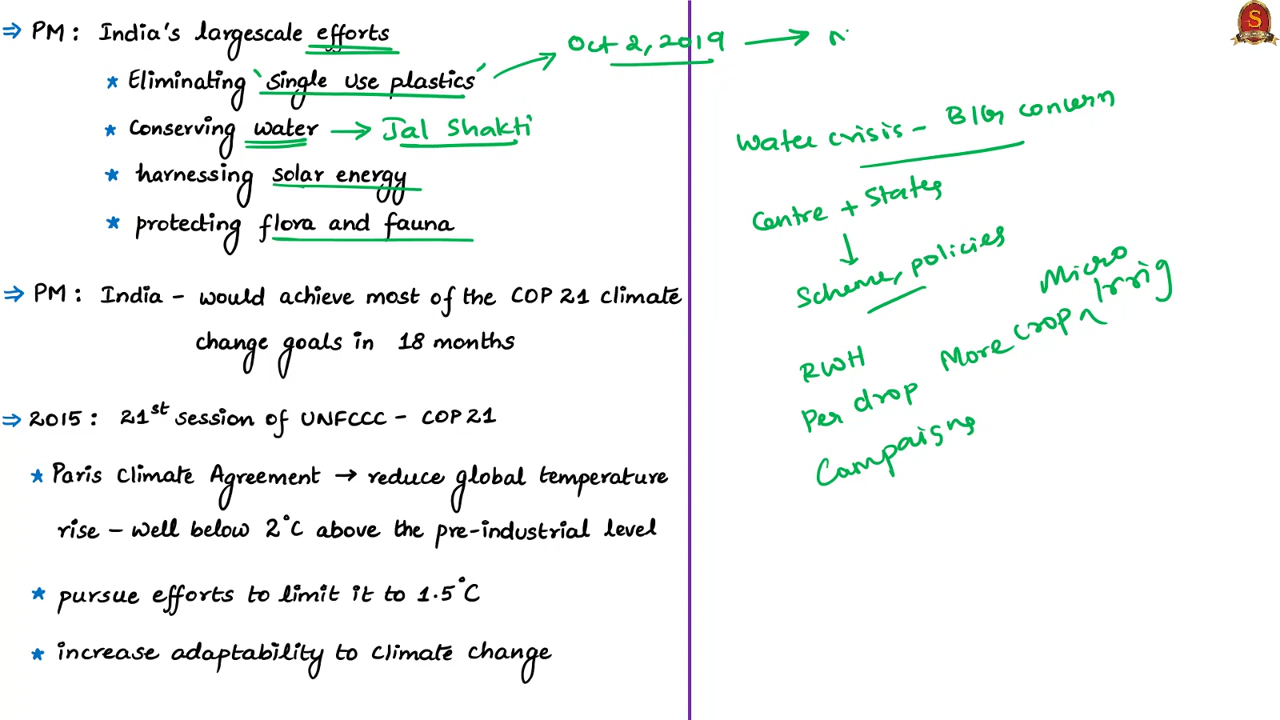 ⇒ PM: India's largescale efforts
* Eliminating 'single use plastics' → Oct 2, 2019 →
* Conserving water → Jal Shakti
* harnessing solar energy
* protecting flora and fauna
⇒ PM: India - would achieve most of the COP 21 climate
change goals in 18 months
⇒ 2015: 21st session of UNFCCC - COP 21
* Paris Climate Agreement → reduce global temperature
rise - well below 2°C above the pre-industrial level
* pursue efforts to limit it to 1.5°C
* increase adaptability to climate change
Water crisis - BIG concern
Centre + States
↓
Scheme, policies
RWH
Per drop More crop
Micro
Irrig
Campaigns
S